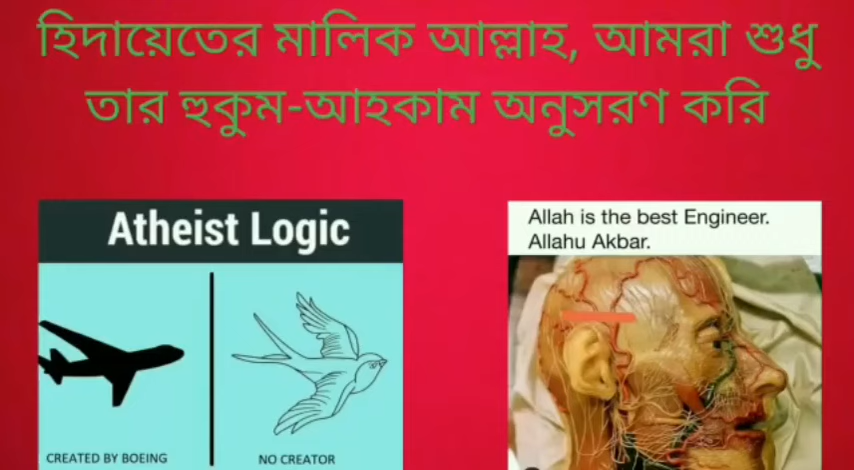 হিদায়েতের মালিক আল্লাহ, আমরা শুধু
তার হুকুম-আহকাম অনুসরণ করি
Atheist Logic
CREATED BY BOEING
NO CREATOR
Allah is the best Engineer.
Allahu Akbar.